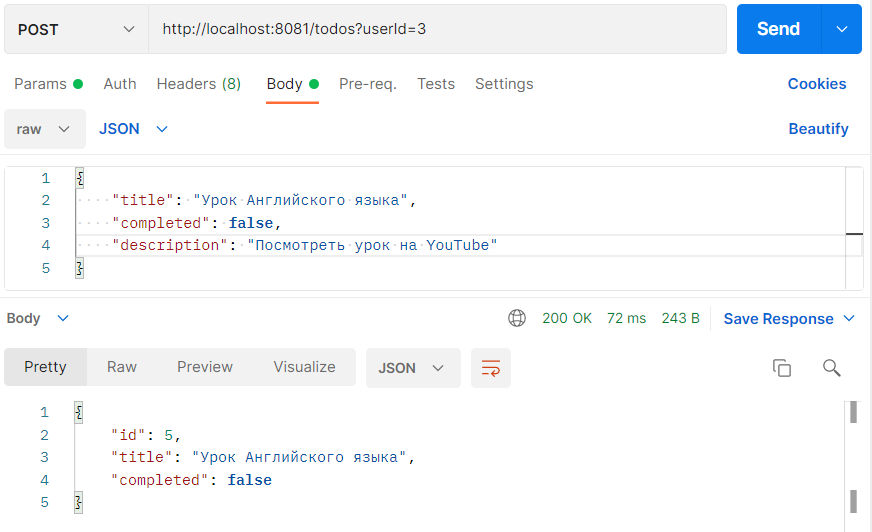 POST http://localhost:8081/todos?userId=3 Send
Params Auth Headers (8) Body Pre-req. Tests Settings Cookies
raw JSON Beautify
1 {
2 "title": "Урок Английского языка",
3 "completed": false,
4 "description": "Посмотреть урок на YouTube"
5 }
Body 200 OK 72 ms 243 B Save Response
Pretty Raw Preview Visualize JSON
1 {
2 "id": 5,
3 "title": "Урок Английского языка",
4 "completed": false
5 }